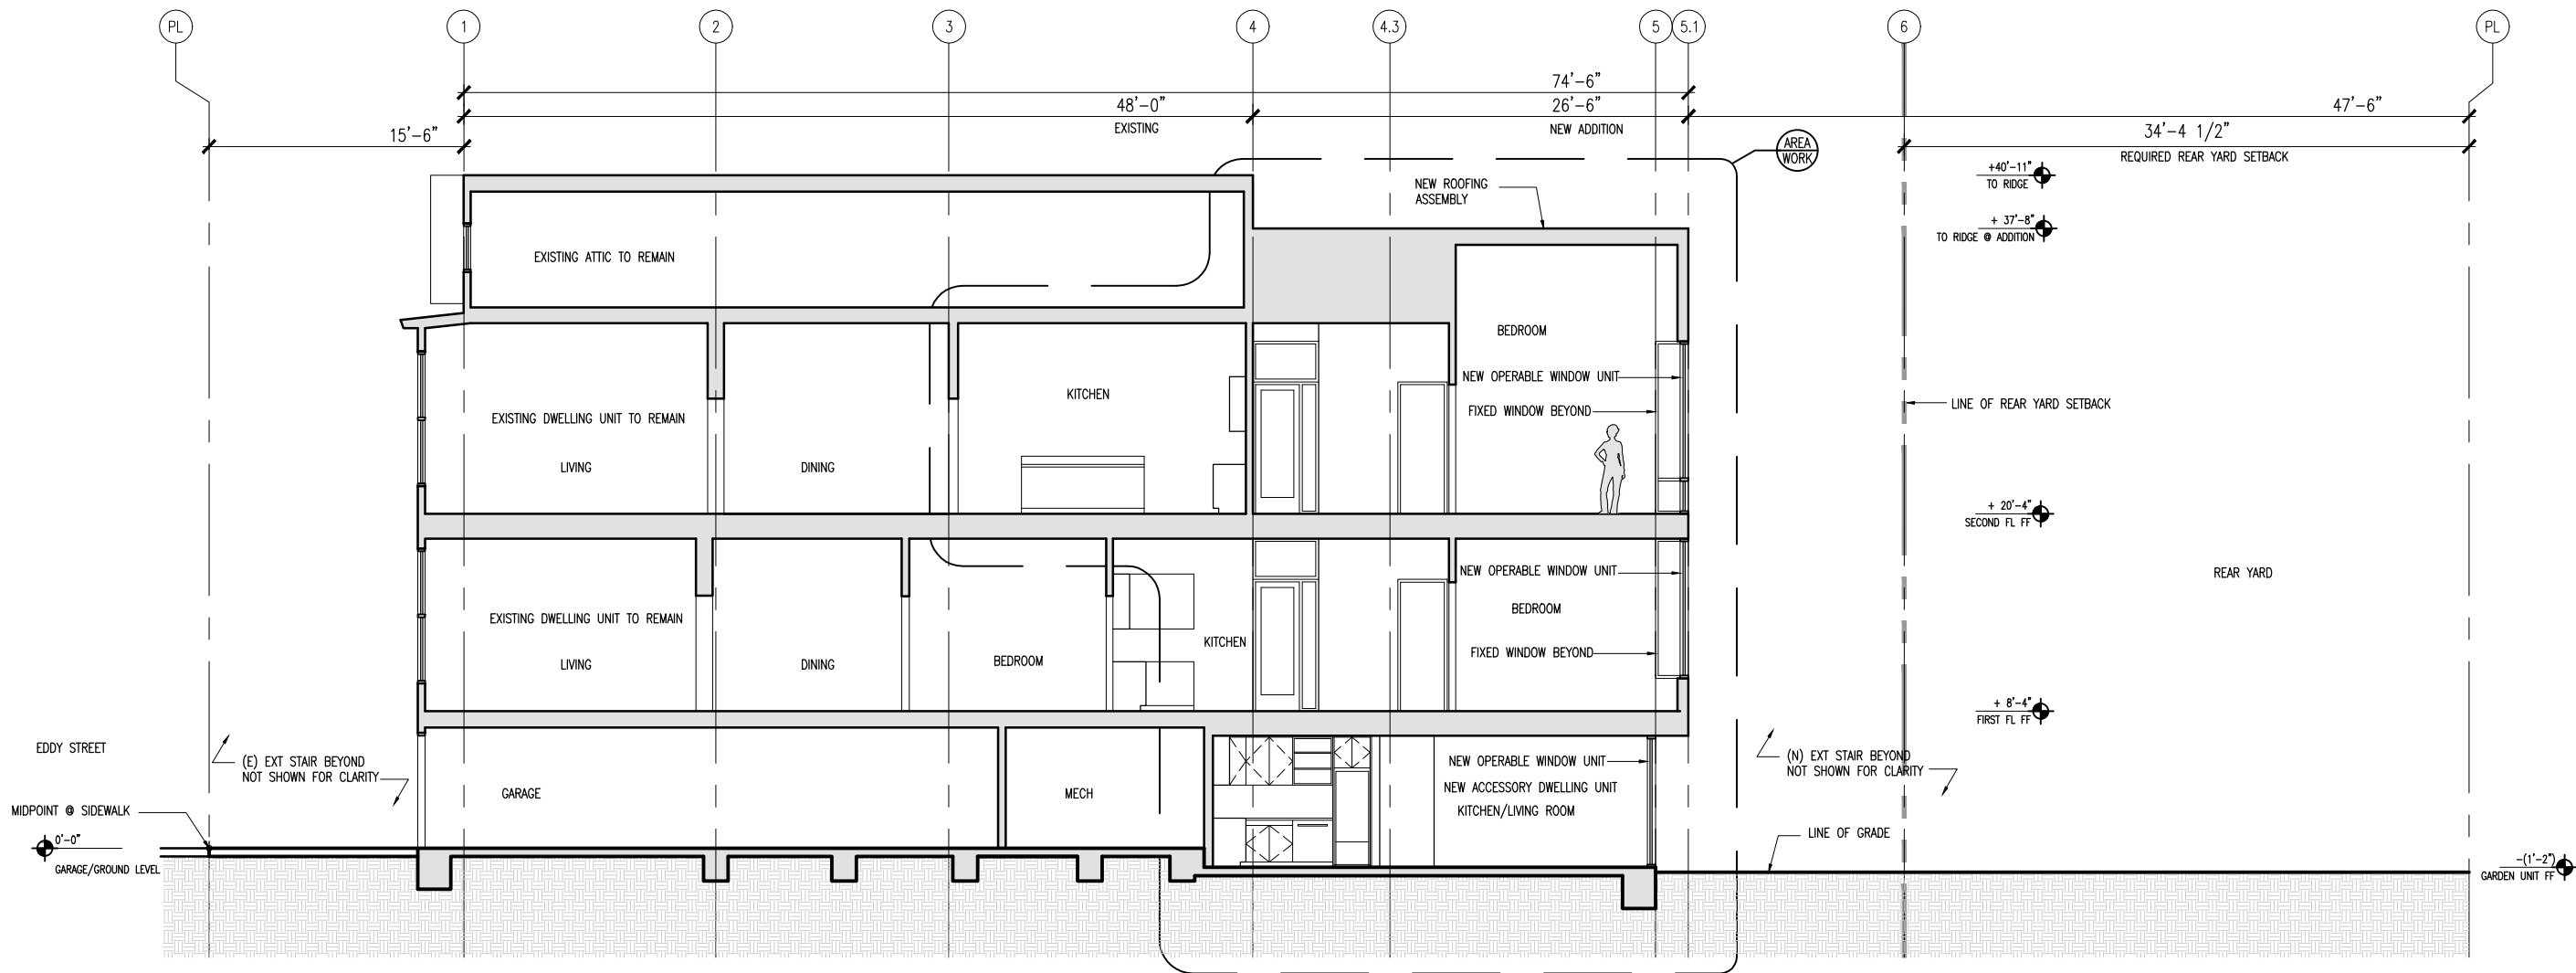 PL
1
2
3
4
4.3
5
5.1
6
PL
74'-6"
48'-0"
26'-6"
47'-6"
EXISTING
NEW ADDITION
15'-6"
34'-4 1/2"
REQUIRED REAR YARD SETBACK
AREA
WORK
+40'-11"
TO RIDGE
NEW ROOFING
ASSEMBLY
+ 37'-8"
TO RIDGE @ ADDITION
EXISTING ATTIC TO REMAIN
BEDROOM
NEW OPERABLE WINDOW UNIT
KITCHEN
FIXED WINDOW BEYOND
LINE OF REAR YARD SETBACK
EXISTING DWELLING UNIT TO REMAIN
LIVING
DINING
+ 20'-4"
SECOND FL FF
NEW OPERABLE WINDOW UNIT
REAR YARD
BEDROOM
EXISTING DWELLING UNIT TO REMAIN
KITCHEN
FIXED WINDOW BEYOND
LIVING
DINING
BEDROOM
+ 8'-4"
FIRST FL FF
EDDY STREET
(E) EXT STAIR BEYOND
NOT SHOWN FOR CLARITY
NEW OPERABLE WINDOW UNIT
(N) EXT STAIR BEYOND
NOT SHOWN FOR CLARITY
NEW ACCESSORY DWELLING UNIT
GARAGE
MECH
KITCHEN/LIVING ROOM
MIDPOINT @ SIDEWALK
LINE OF GRADE
0'-0"
GARAGE/GROUND LEVEL
-(1'-2")
GARDEN UNIT FF